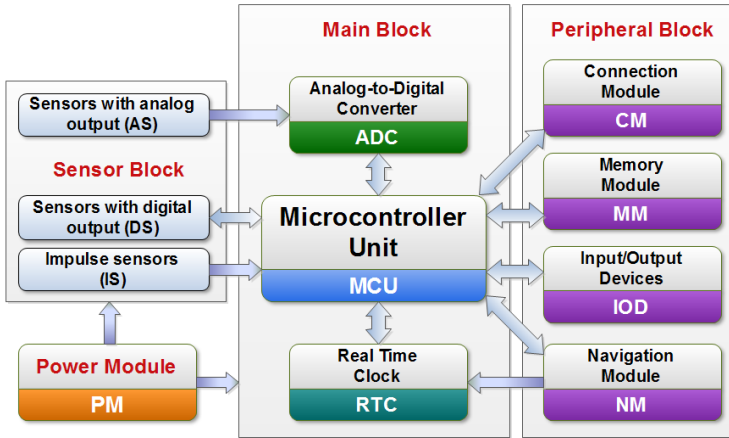 Main Block
Peripheral Block
Sensor Block
Sensors with analog
output (AS)
Sensors with digital
output (DS)
Impulse sensors
(IS)
Power Module
PM
Analog-to-Digital
Converter
ADC
Microcontroller
Unit
MCU
Real Time
Clock
RTC
Connection
Module
CM
Memory
Module
MM
Input/Output
Devices
IOD
Navigation
Module
NM